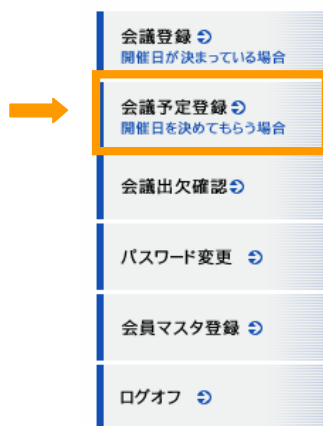 会議登録
開催日が決まっている場合
会議予定登録
開催日を決めてもらう場合
会議出欠確認
パスワード変更
会員マスタ登録
ログオフ